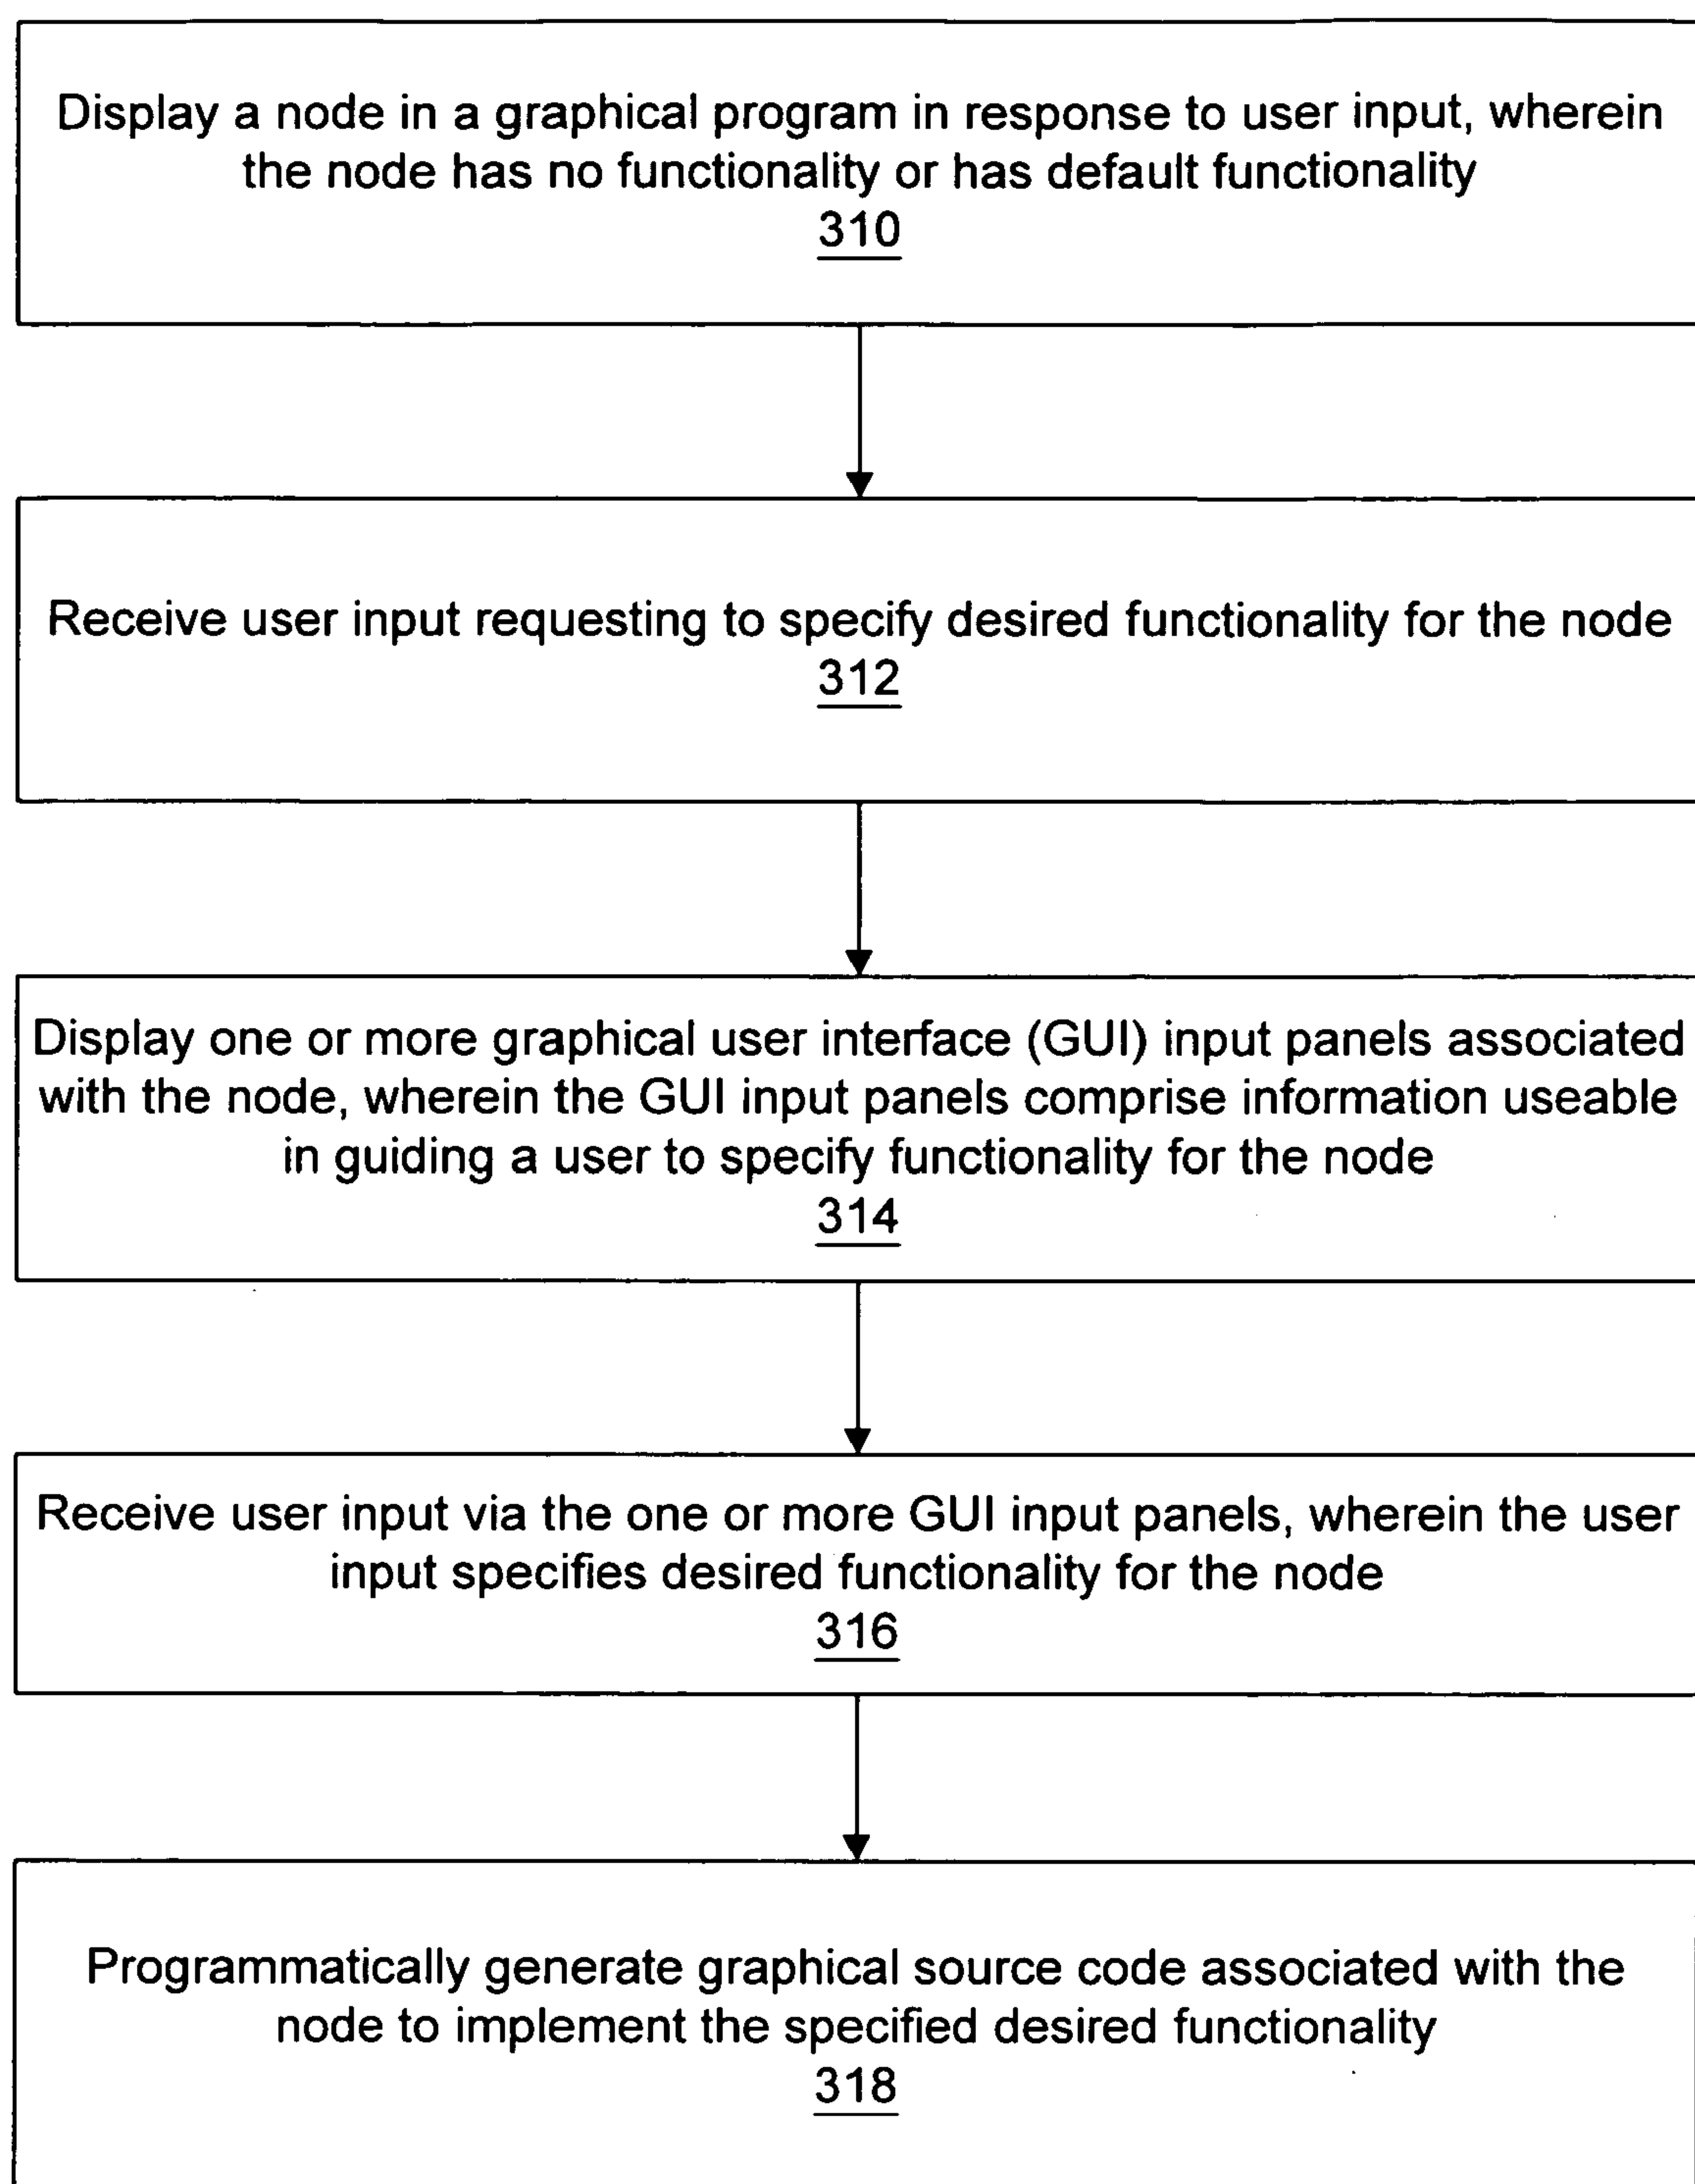 Display a node in a graphical program in response to user input, wherein
the node has no functionality or has default functionality
310
Receive user input requesting to specify desired functionality for the node
312
Display one or more graphical user interface (GUI) input panels associated
with the node, wherein the GUI input panels comprise information useable
in guiding a user to specify functionality for the node
314
Receive user input via the one or more GUI input panels, wherein the user
input specifies desired functionality for the node
316
Programmatically generate graphical source code associated with the
node to implement the specified desired functionality
318